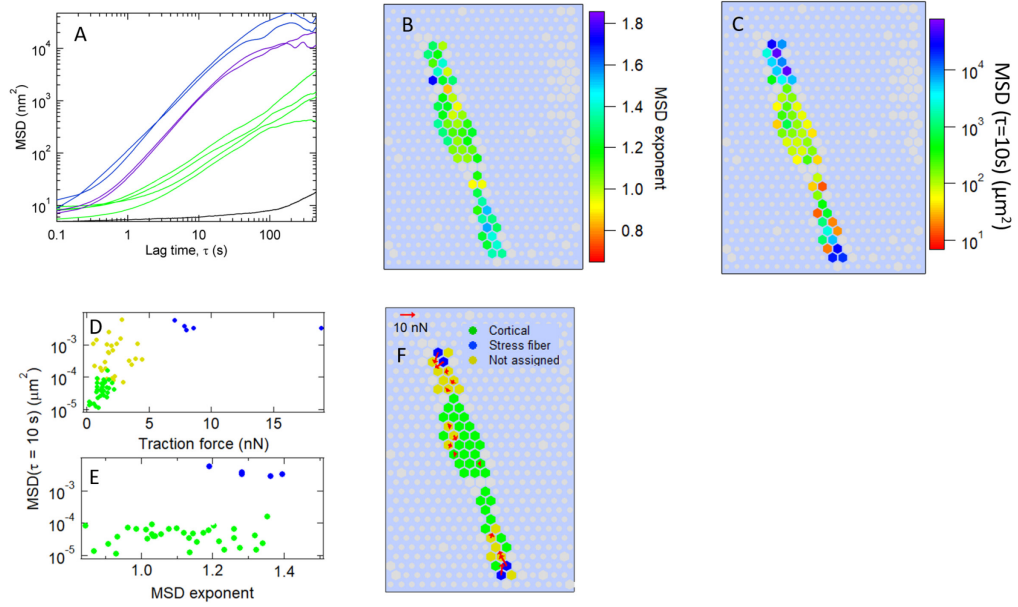 A
10⁴
10³
10²
10¹
MSD (nm²)
0.1
1
10
100
Lag time, τ (s)
B
1.8
1.6
1.4
1.2
1.0
0.8
MSD exponent
C
10⁴
10³
10²
10¹
MSD (τ=10s) (μm²)
D
10⁻³
10⁻⁴
10⁻⁵
0
5
10
15
Traction force (nN)
MSD(τ = 10 s) (μm²)
E
10⁻³
10⁻⁴
10⁻⁵
1.0
1.2
1.4
MSD exponent
10 nN
F
Cortical
Stress fiber
Not assigned